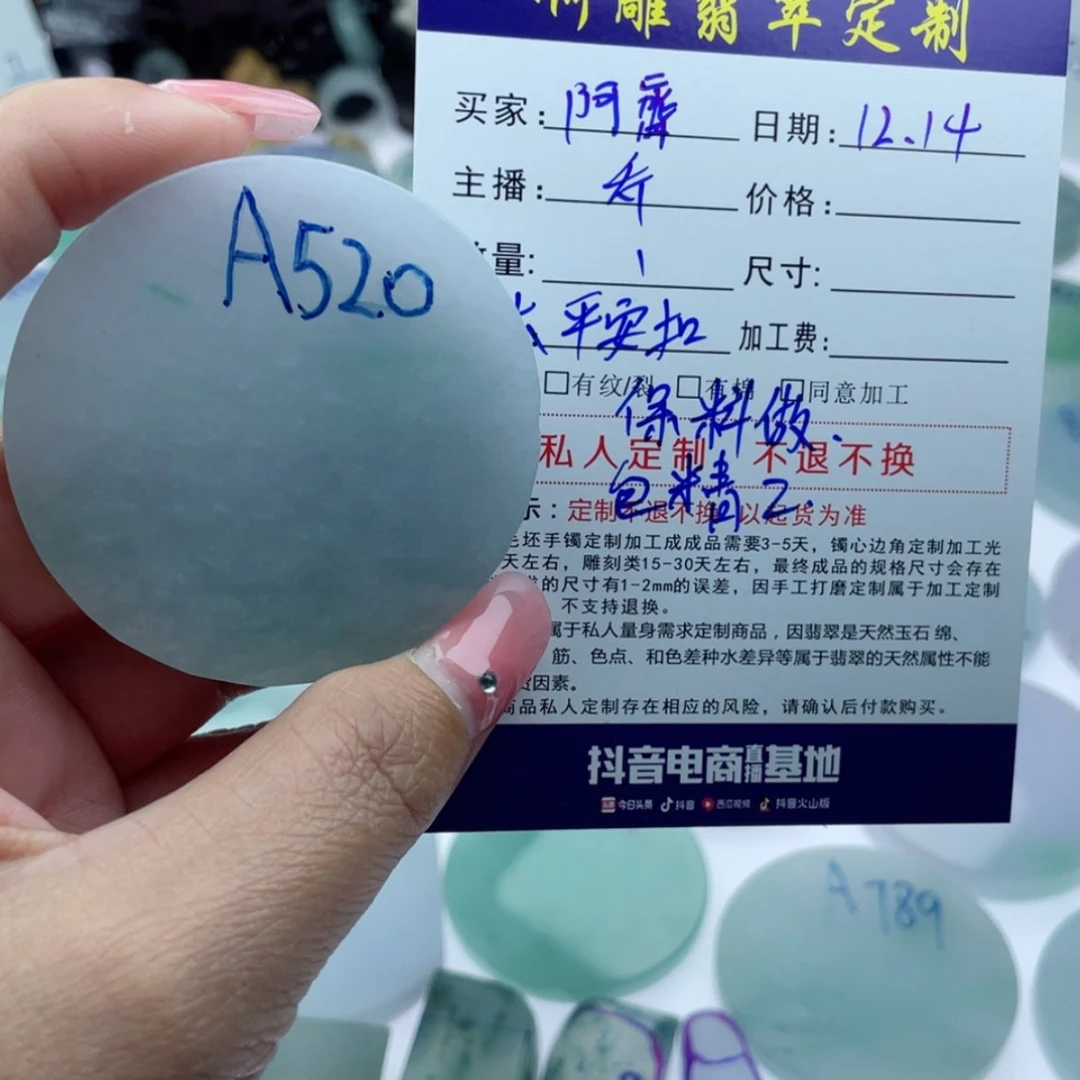 雕翡翠定制
买家：阿齋 日期：12.14
主播：乔 价格：
量：1 尺寸：
平安扣 加工费：
□有纹/裂 □有棉 □同意加工
保料做.
私人定制 不退不换
包精2.
示：定制不退不换 以起货为准
毛坯手镯定制加工成成品需要3-5天，镯心边角定制加工光
天左右，雕刻类15-30天左右，最终成品的规格尺寸会存在
的尺寸有1-2mm的误差，因手工打磨定制属于加工定制
不支持退换。
属于私人量身需求定制商品，因翡翠是天然玉石 绵、
筋、色点、和色差种水差异等属于翡翠的天然属性不能
货因素。
商品私人定制存在相应的风险，请确认后付款购买。
抖音电商直播基地
今日头条 抖音 西瓜视频 抖音火山版
A520
A789